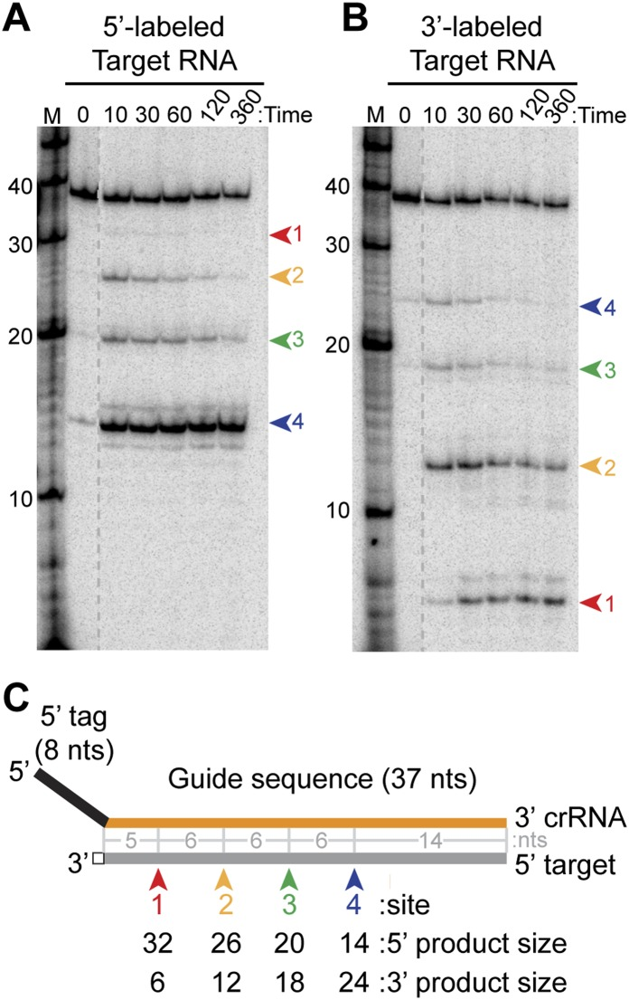 A
5’-labeled
Target RNA
M 0 10 30 60 120 360 :Time
40
30
20
10
1
2
3
4
B
3’-labeled
Target RNA
M 0 10 30 60 120 360 :Time
40
30
20
10
4
3
2
1
C
5’ tag
(8 nts)
5’
Guide sequence (37 nts)
3’ crRNA
5 6 6 6 14 :nts
3’ 5’ target
1 2 3 4 :site
32 26 20 14 :5’ product size
6 12 18 24 :3’ product size